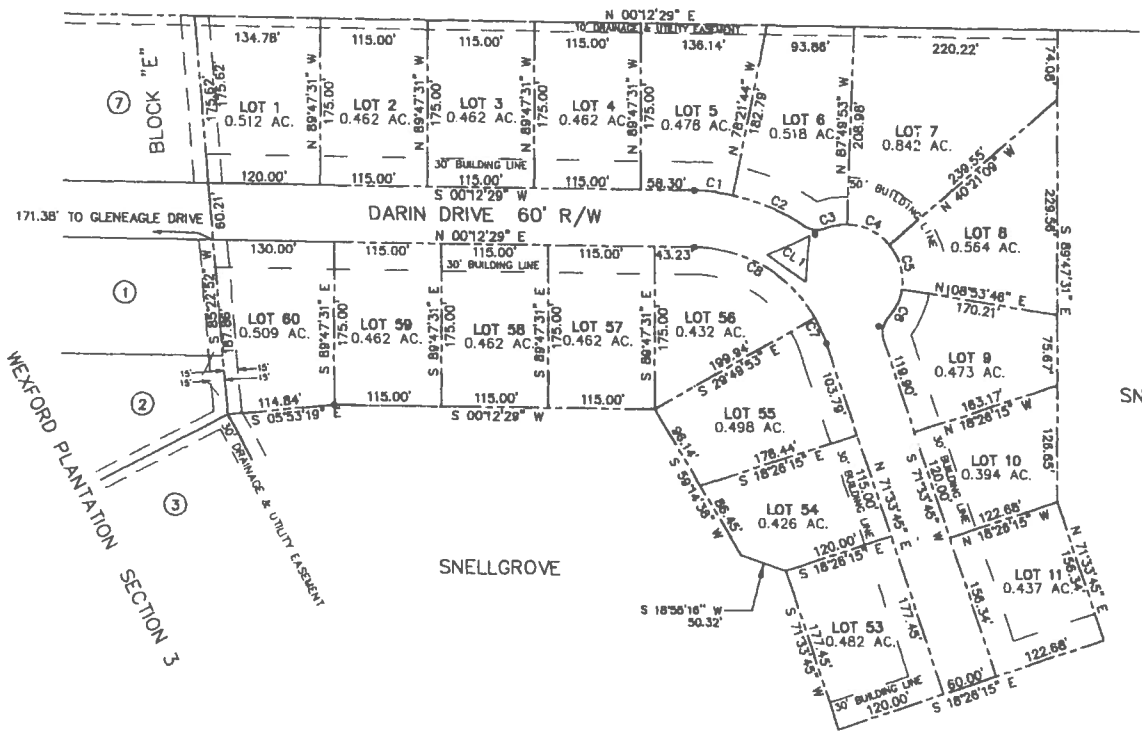 N 00°12'29" E
10' DRAINAGE & UTILITY EASEMENT
134.78'
115.00'
115.00'
115.00'
136.14'
93.86'
220.22'
74.08'
BLOCK "E"
7
175.62'
175.62'
LOT 1
0.512 AC.
N 89°47'31" W
175.00'
LOT 2
0.462 AC.
N 89°47'31" W
175.00'
LOT 3
0.462 AC.
N 89°47'31" W
175.00'
LOT 4
0.462 AC.
N 89°47'31" W
175.00'
LOT 5
0.478 AC.
N 78°21'44" W
182.79'
LOT 6
0.518 AC.
N 87°49'53" W
208.98'
LOT 7
0.842 AC.
239.55'
N 40°21'09" W
30' BUILDING LINE
50' BUILDING LINE
120.00'
115.00'
115.00'
115.00'
58.30'
C1
C2
C3
C4
C5
C6
S 00°12'29" W
DARIN DRIVE 60' R/W
171.38' TO GLENEAGLE DRIVE
60.21'
N 00°12'29" E
130.00'
115.00'
115.00'
115.00'
43.23'
C8
C7
CL1
30' BUILDING LINE
LOT 8
0.564 AC.
229.56'
S 89°47'31" E
N 08°53'46" E
170.21'
1
S 85°22'52" W
187.86'
LOT 60
0.509 AC.
S 89°47'31" E
175.00'
LOT 59
0.462 AC.
S 89°47'31" E
175.00'
LOT 58
0.462 AC.
S 89°47'31" E
175.00'
LOT 57
0.462 AC.
S 89°47'31" E
175.00'
LOT 56
0.432 AC.
199.94'
S 29°49'53" E
LOT 9
0.473 AC.
75.67'
119.90'
163.17'
N 18°26'15" W
SN
15'
15'
15'
15'
2
114.84'
S 05°53'19" E
115.00'
115.00'
115.00'
S 00°12'29" W
103.79'
LOT 55
0.498 AC.
178.44'
S 18°26'15" E
96.14'
S 59°14'38" W
86.45'
LOT 10
0.394 AC.
126.65'
S 71°33'45" W
120.00'
30' BUILDING LINE
122.68'
N 18°26'15" W
WEXFORD PLANTATION SECTION 3
3
30' DRAINAGE & UTILITY EASEMENT
SNELLGROVE
LOT 54
0.426 AC.
30' BUILDING LINE
115.00'
N 71°33'45" E
120.00'
S 18°26'15" E
S 18°56'16" W
50.32'
LOT 11
0.437 AC.
N 71°33'45" E
156.34'
156.34'
LOT 53
0.482 AC.
S 71°33'45" W
177.45'
177.45'
30' BUILDING LINE
120.00'
60.00'
S 18°26'15" E
122.68'